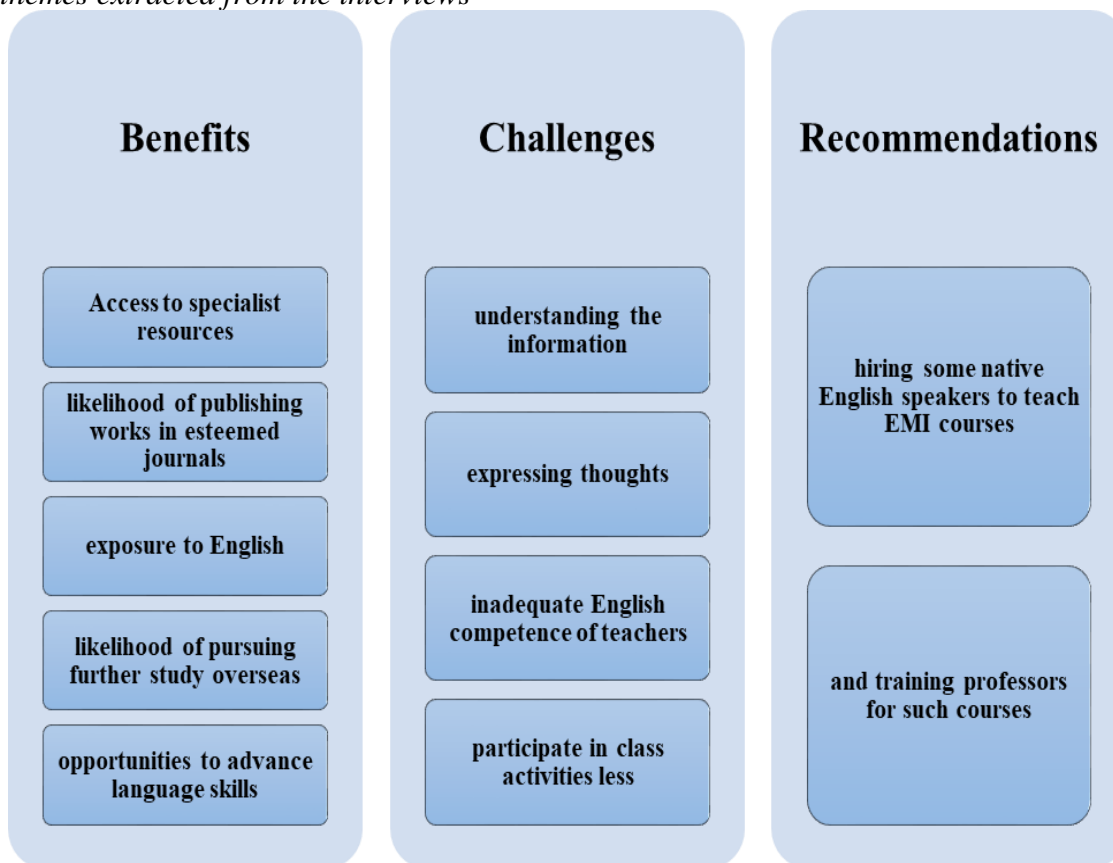 themes extracted from the interviews
Benefits
Access to specialist
resources
likelihood of publishing
works in esteemed
journals
exposure to English
likelihood of pursuing
further study overseas
opportunities to advance
language skills
Challenges
understanding the
information
expressing thoughts
inadequate English
competence of teachers
participate in class
activities less
Recommendations
hiring some native
English speakers to teach
EMI courses
and training professors
for such courses